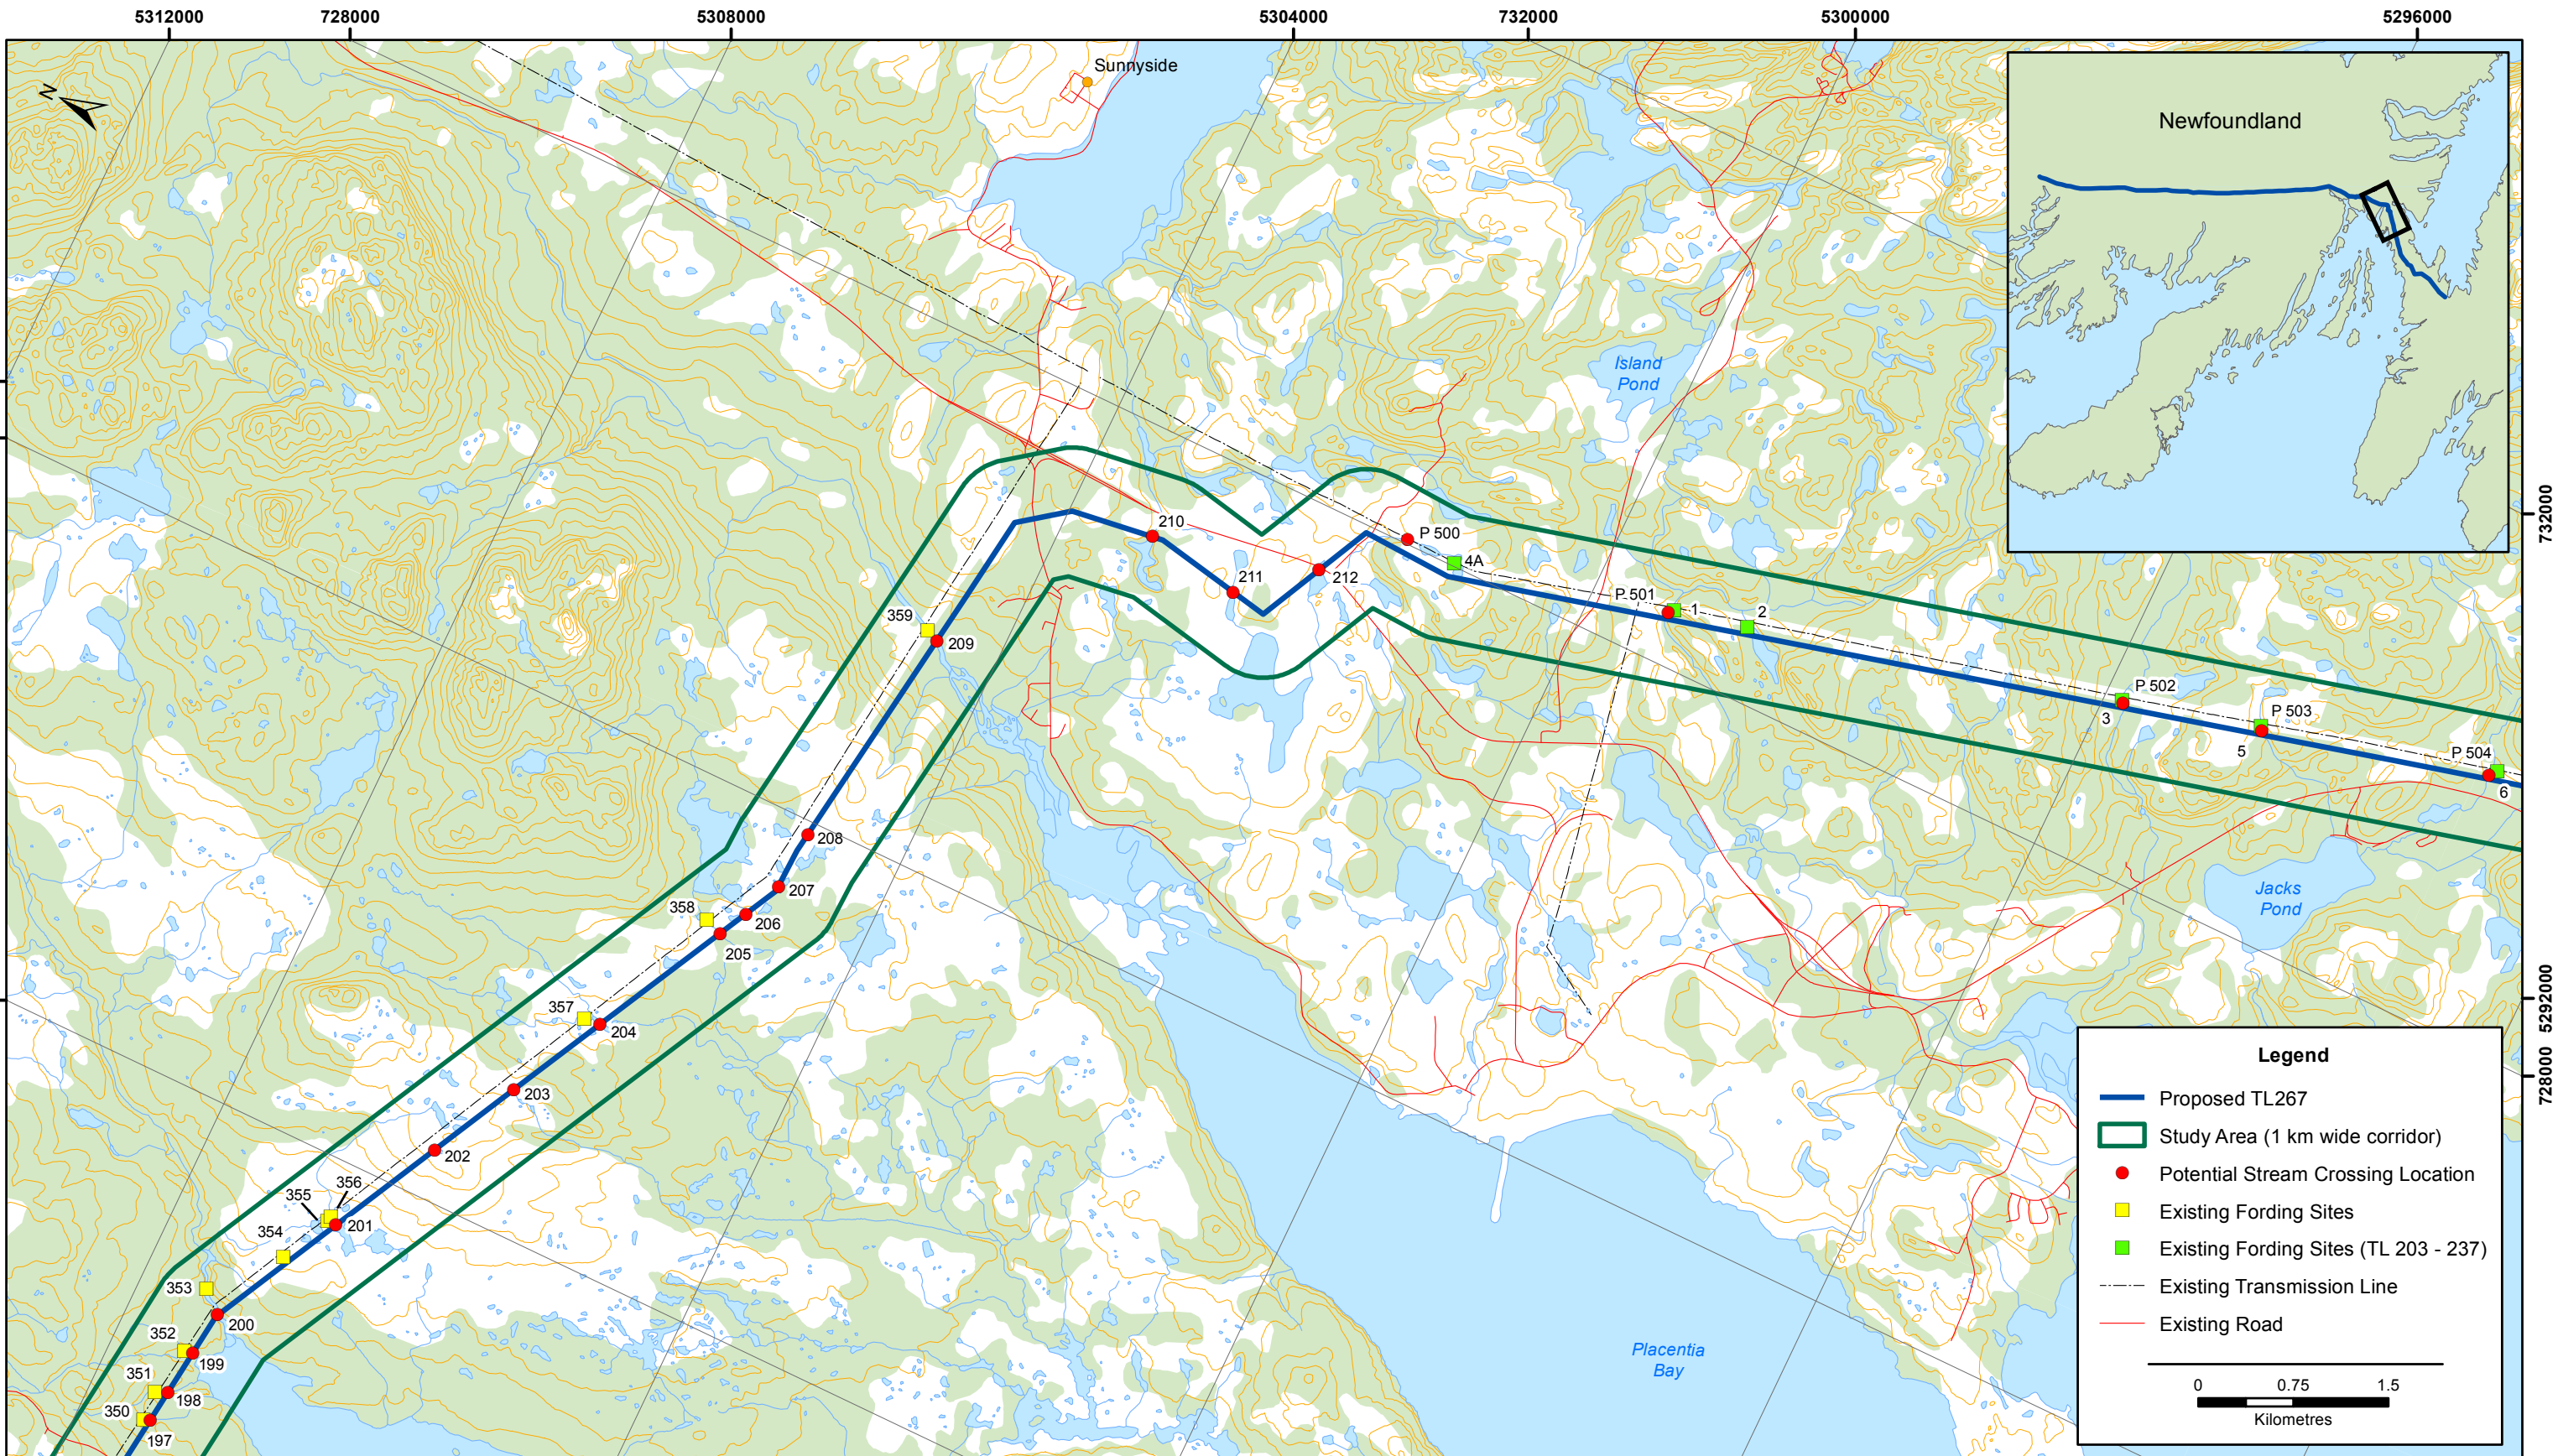 5312000
728000
5308000
5304000
732000
5300000
5296000
N
Sunnyside
Newfoundland
Island
Pond
732000
210
P 500
4A
211
212
P 501
1
2
359
209
P 502
3
P 503
5
P 504
6
208
207
358
206
205
Jacks
Pond
357
204
5292000
728000
203
202
356
355
201
354
353
200
352
199
351
198
350
197
Placentia
Bay
Legend
Proposed TL267
Study Area (1 km wide corridor)
Potential Stream Crossing Location
Existing Fording Sites
Existing Fording Sites (TL 203 - 237)
Existing Transmission Line
Existing Road
0 0.75 1.5
Kilometres